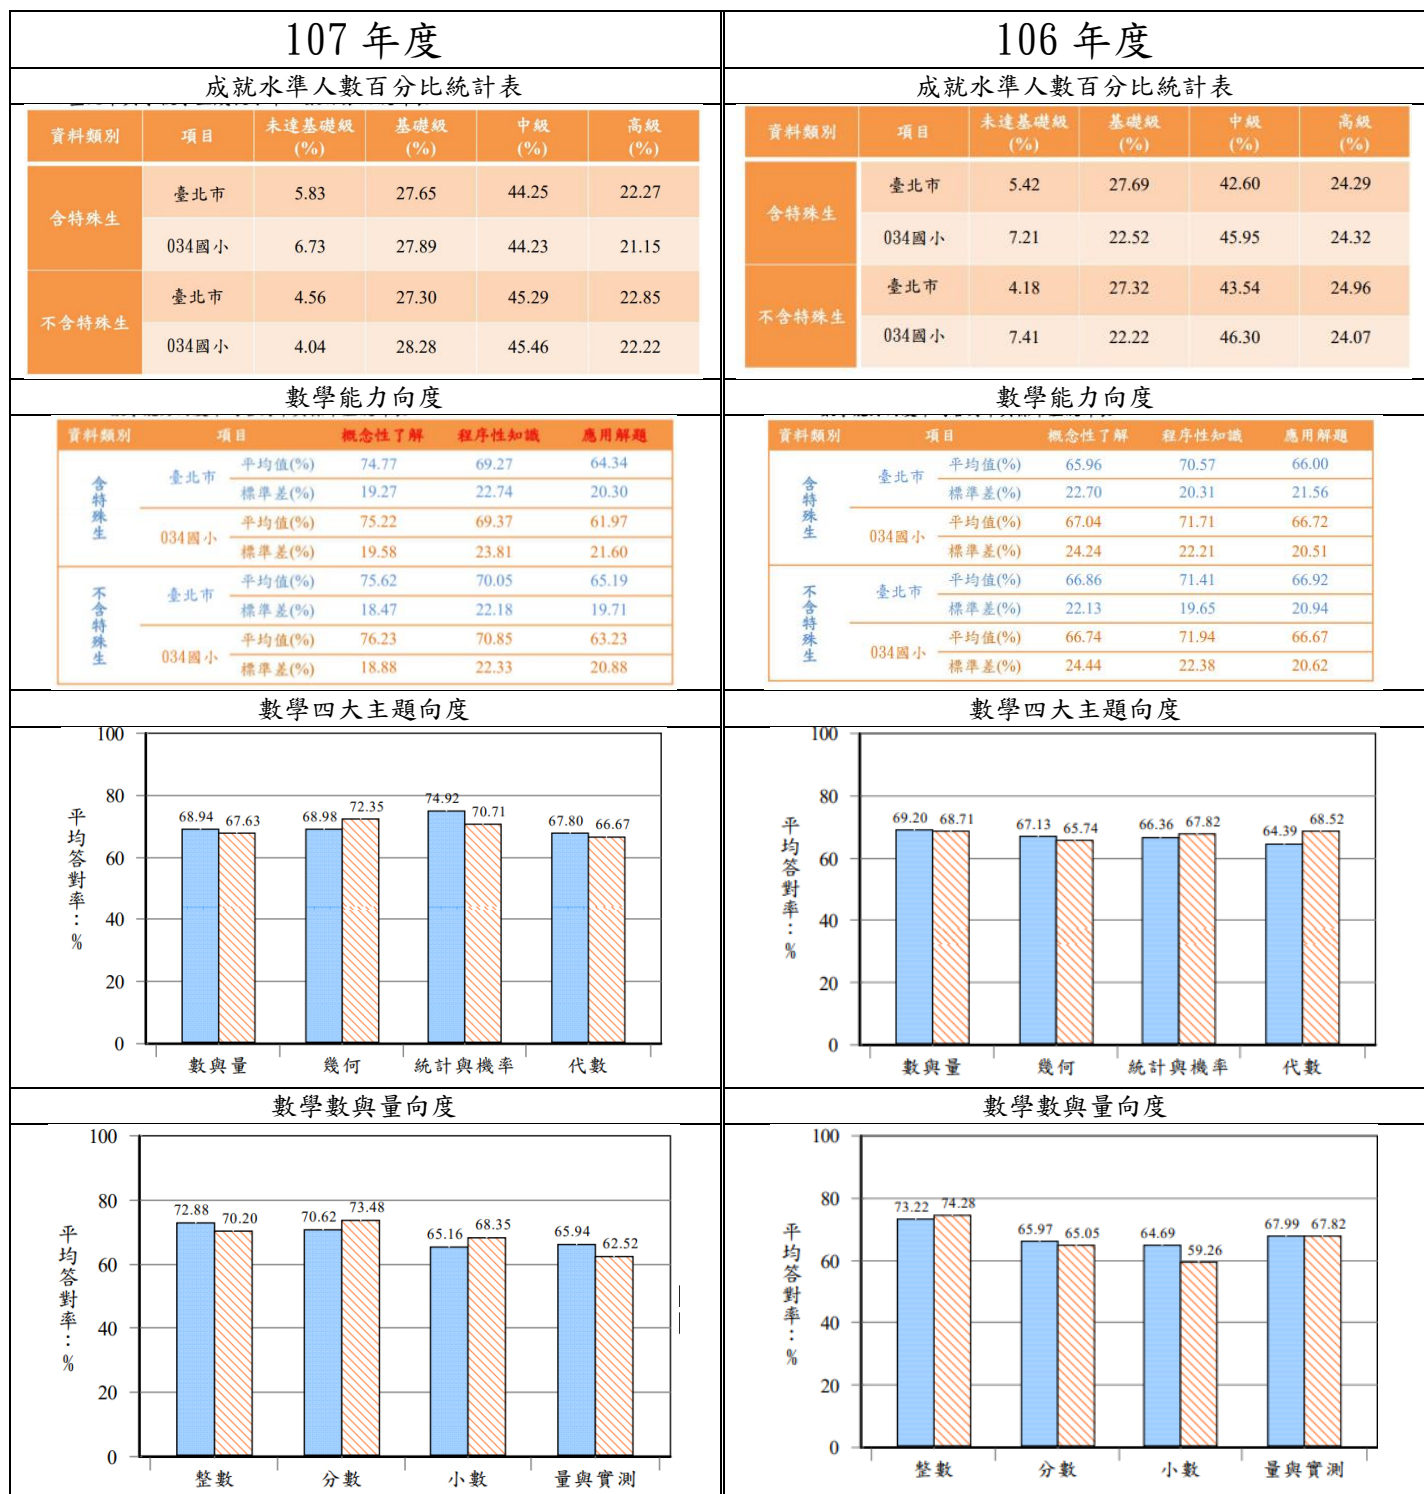 107 年度
成就水準人數百分比統計表
資料類別 項目 未達基礎級 (%) 基礎級 (%) 中級 (%) 高級 (%)
含特殊生
臺北市 5.83 27.65 44.25 22.27
034國小 6.73 27.89 44.23 21.15
不含特殊生
臺北市 4.56 27.30 45.29 22.85
034國小 4.04 28.28 45.46 22.22
數學能力向度
資料類別 項目 概念性了解 程序性知識 應用解題
含特殊生
臺北市
平均值(%) 74.77 69.27 64.34
標準差(%) 19.27 22.74 20.30
034國小
平均值(%) 75.22 69.37 61.97
標準差(%) 19.58 23.81 21.60
不含特殊生
臺北市
平均值(%) 75.62 70.05 65.19
標準差(%) 18.47 22.18 19.71
034國小
平均值(%) 76.23 70.85 63.23
標準差(%) 18.88 22.33 20.88
數學四大主題向度
平均答對率:%
100
80
60
40
20
0
68.94 67.63 68.98 72.35 74.92 70.71 67.80 66.67
數與量 幾何 統計與機率 代數
數學數與量向度
平均答對率:%
100
80
60
40
20
0
72.88 70.20 70.62 73.48 65.16 68.35 65.94 62.52
整數 分數 小數 量與實測
106 年度
成就水準人數百分比統計表
資料類別 項目 未達基礎級 (%) 基礎級 (%) 中級 (%) 高級 (%)
含特殊生
臺北市 5.42 27.69 42.60 24.29
034國小 7.21 22.52 45.95 24.32
不含特殊生
臺北市 4.18 27.32 43.54 24.96
034國小 7.41 22.22 46.30 24.07
數學能力向度
資料類別 項目 概念性了解 程序性知識 應用解題
含特殊生
臺北市
平均值(%) 65.96 70.57 66.00
標準差(%) 22.70 20.31 21.56
034國小
平均值(%) 67.04 71.71 66.72
標準差(%) 24.24 22.21 20.51
不含特殊生
臺北市
平均值(%) 66.86 71.41 66.92
標準差(%) 22.13 19.65 20.94
034國小
平均值(%) 66.74 71.94 66.67
標準差(%) 24.44 22.38 20.62
數學四大主題向度
平均答對率:%
100
80
60
40
20
0
69.20 68.71 67.13 65.74 66.36 67.82 64.39 68.52
數與量 幾何 統計與機率 代數
數學數與量向度
平均答對率:%
100
80
60
40
20
0
73.22 74.28 65.97 65.05 64.69 59.26 67.99 67.82
整數 分數 小數 量與實測